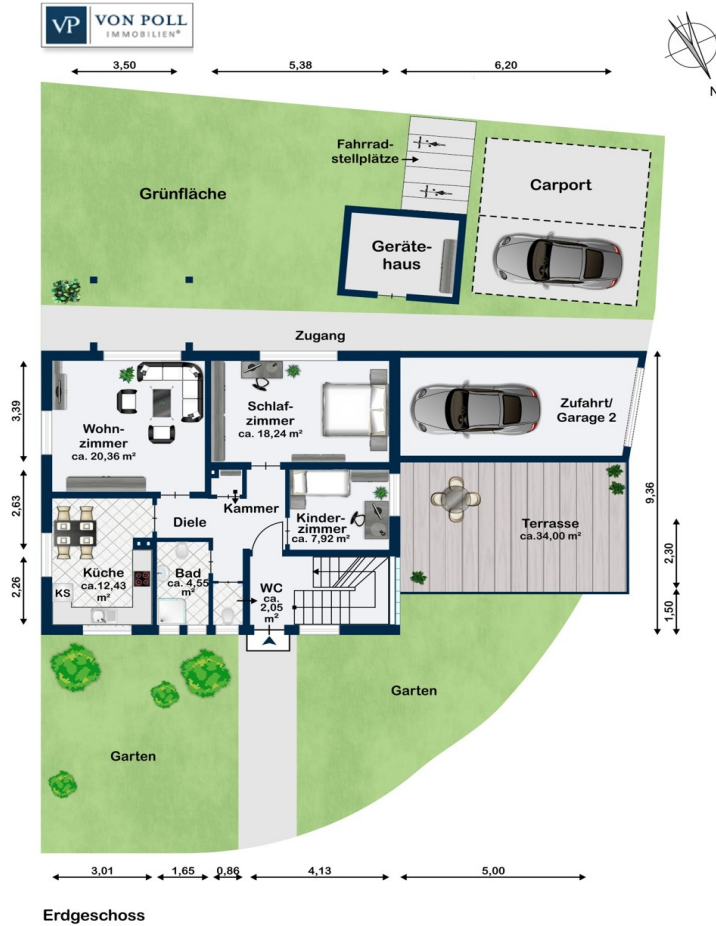 VP VON POLL
IMMOBILIEN®
3,50
5,38
6,20
N
Fahrrad-
stellplätze
Grünfläche
Carport
Geräte-
haus
Zugang
3,39
Wohn-
zimmer
ca. 20,36 m²
Schlaf-
zimmer
ca. 18,24 m²
Zufahrt/
Garage 2
9,36
2,63
Diele
Kammer
Kinder-
zimmer
ca. 7,92 m²
Terrasse
ca.34,00 m²
2,30
2,26
Küche
ca.12,43
m²
KS
Bad
ca. 4,55
m²
WC
ca.
2,05
m²
1,50
Garten
Garten
3,01
1,65
0,86
4,13
5,00
Erdgeschoss